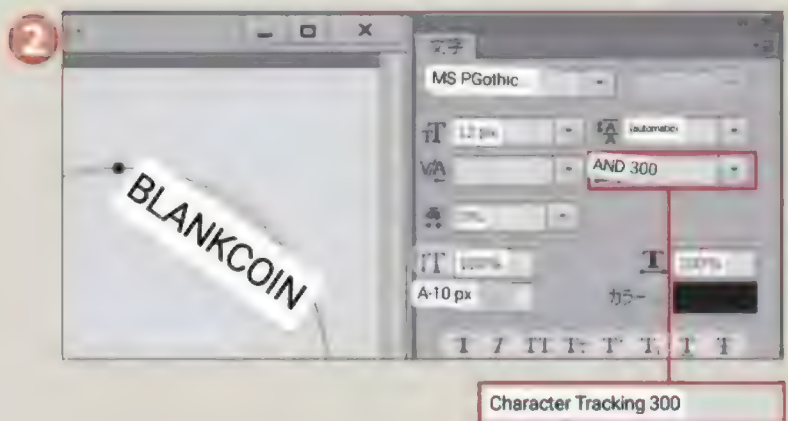 2
文字
MS PGothic
12 px
(automatic)
AND 300
0%
100%
100%
A-10 px
カラー
BLANKCOIN
Character Tracking 300